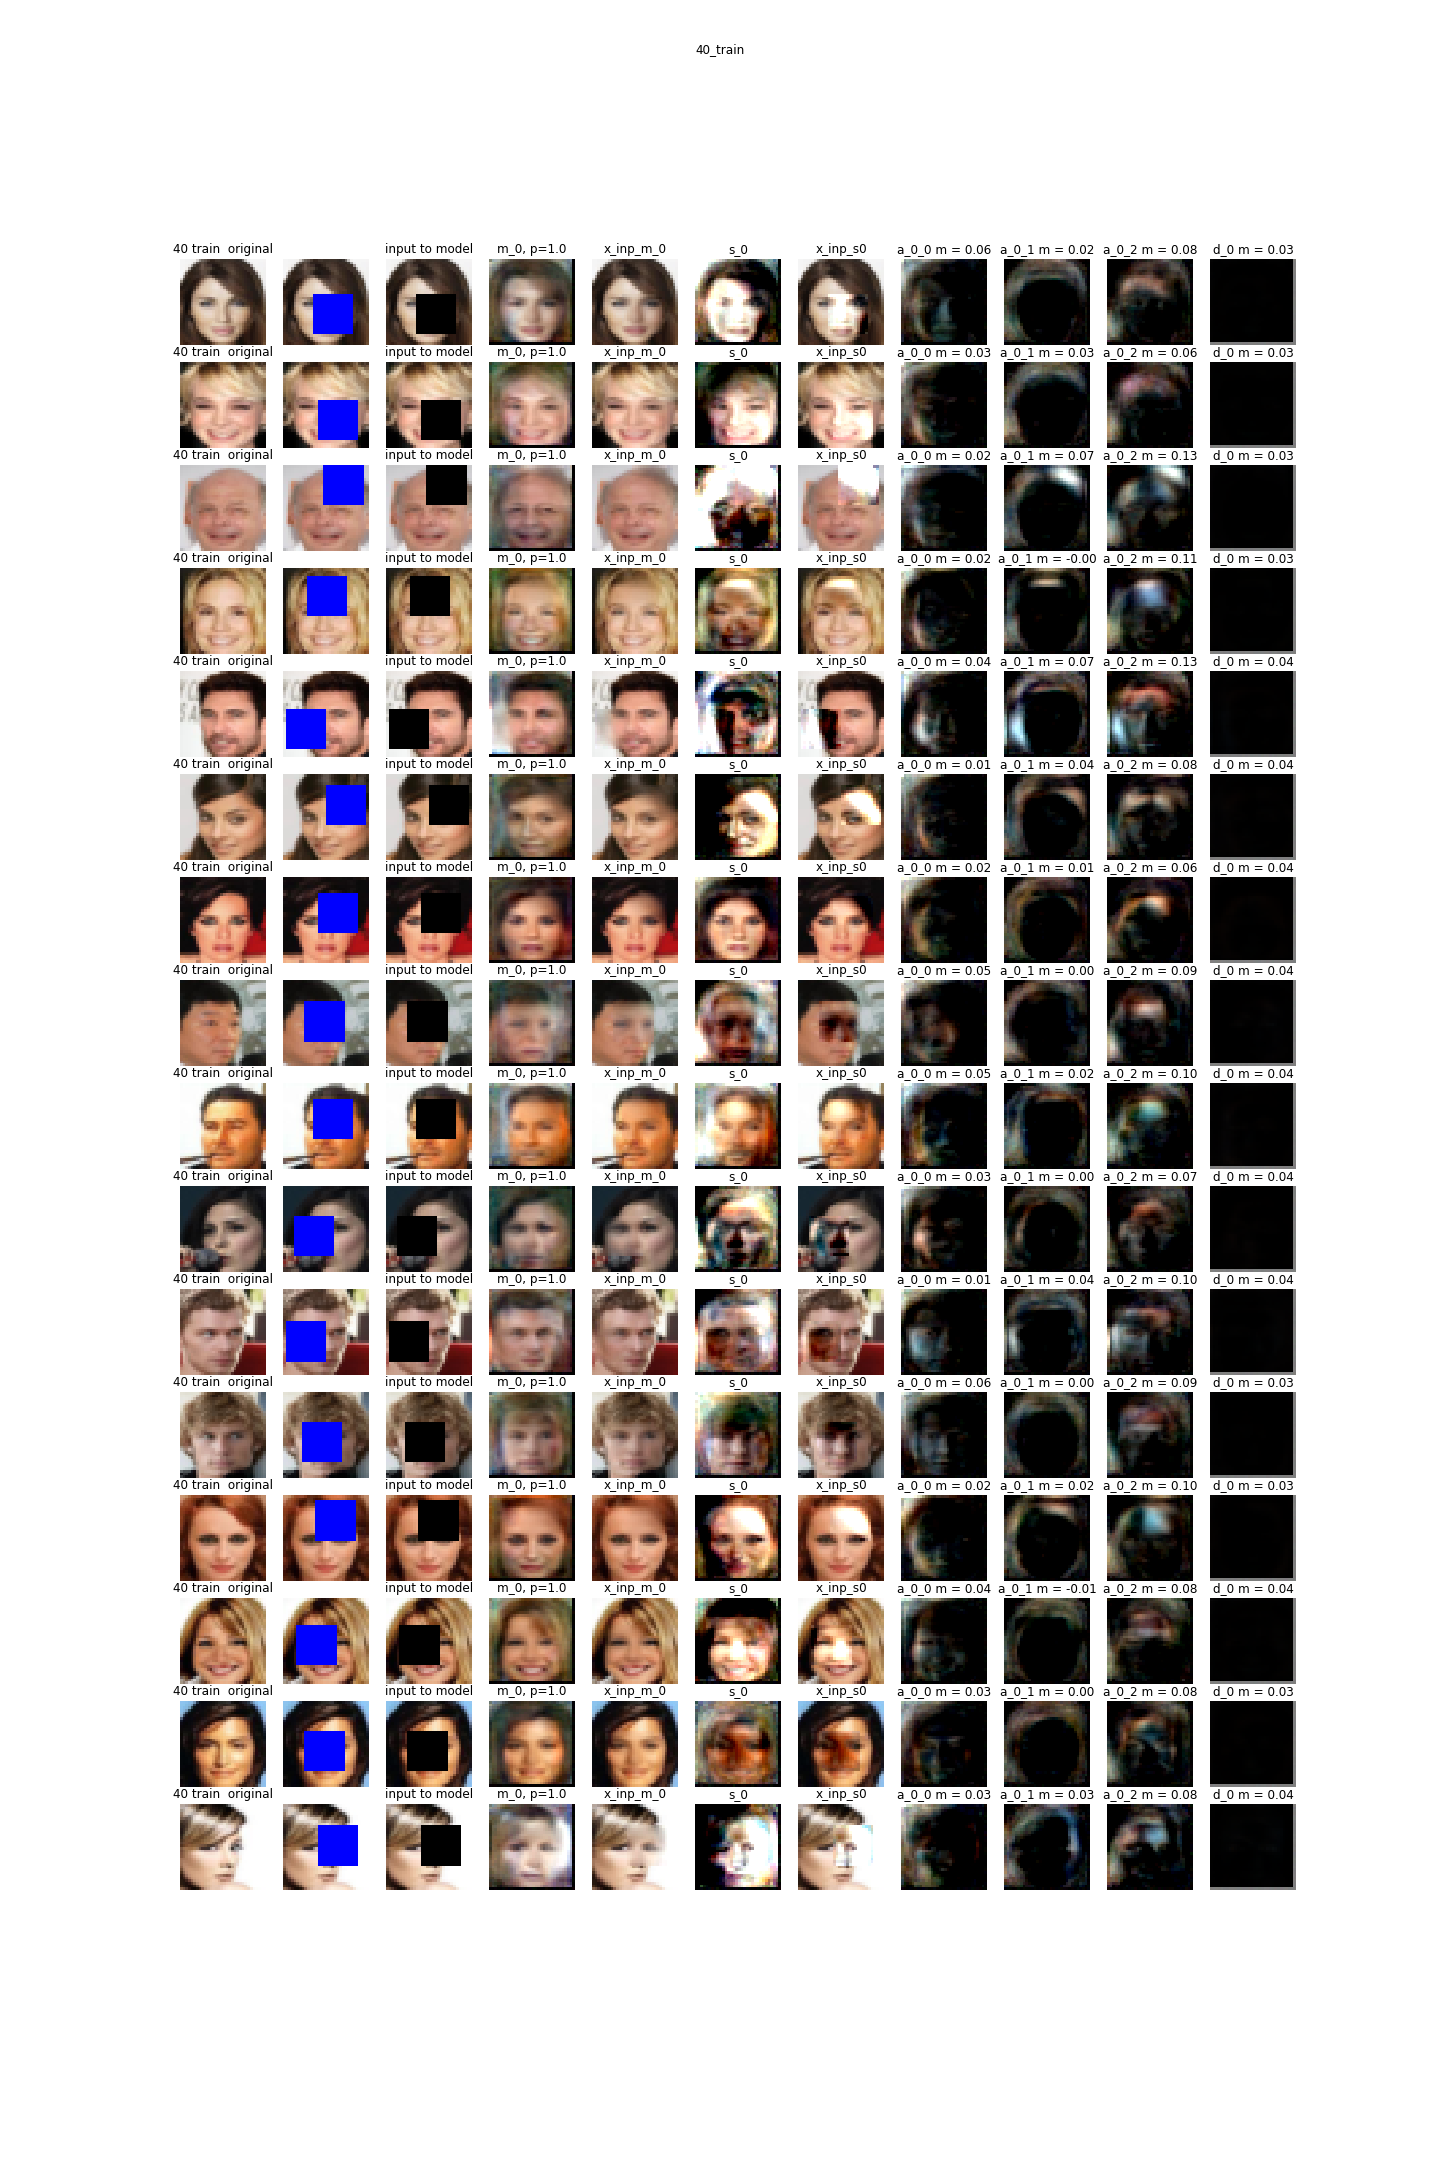 40_train
40 train  original input to model m_0, p=1.0 x_inp_m_0 s_0 x_inp_s0 a_0_0 m = 0.06 a_0_1 m = 0.02 a_0_2 m = 0.08 d_0 m = 0.03
40 train  original input to model m_0, p=1.0 x_inp_m_0 s_0 x_inp_s0 a_0_0 m = 0.03 a_0_1 m = 0.03 a_0_2 m = 0.06 d_0 m = 0.03
40 train  original input to model m_0, p=1.0 x_inp_m_0 s_0 x_inp_s0 a_0_0 m = 0.02 a_0_1 m = 0.07 a_0_2 m = 0.13 d_0 m = 0.03
40 train  original input to model m_0, p=1.0 x_inp_m_0 s_0 x_inp_s0 a_0_0 m = 0.02 a_0_1 m = -0.00 a_0_2 m = 0.11 d_0 m = 0.03
40 train  original input to model m_0, p=1.0 x_inp_m_0 s_0 x_inp_s0 a_0_0 m = 0.04 a_0_1 m = 0.07 a_0_2 m = 0.13 d_0 m = 0.04
40 train  original input to model m_0, p=1.0 x_inp_m_0 s_0 x_inp_s0 a_0_0 m = 0.01 a_0_1 m = 0.04 a_0_2 m = 0.08 d_0 m = 0.04
40 train  original input to model m_0, p=1.0 x_inp_m_0 s_0 x_inp_s0 a_0_0 m = 0.02 a_0_1 m = 0.01 a_0_2 m = 0.06 d_0 m = 0.04
40 train  original input to model m_0, p=1.0 x_inp_m_0 s_0 x_inp_s0 a_0_0 m = 0.05 a_0_1 m = 0.00 a_0_2 m = 0.09 d_0 m = 0.04
40 train  original input to model m_0, p=1.0 x_inp_m_0 s_0 x_inp_s0 a_0_0 m = 0.05 a_0_1 m = 0.02 a_0_2 m = 0.10 d_0 m = 0.04
40 train  original input to model m_0, p=1.0 x_inp_m_0 s_0 x_inp_s0 a_0_0 m = 0.03 a_0_1 m = 0.00 a_0_2 m = 0.07 d_0 m = 0.04
40 train  original input to model m_0, p=1.0 x_inp_m_0 s_0 x_inp_s0 a_0_0 m = 0.01 a_0_1 m = 0.04 a_0_2 m = 0.10 d_0 m = 0.04
40 train  original input to model m_0, p=1.0 x_inp_m_0 s_0 x_inp_s0 a_0_0 m = 0.06 a_0_1 m = 0.00 a_0_2 m = 0.09 d_0 m = 0.03
40 train  original input to model m_0, p=1.0 x_inp_m_0 s_0 x_inp_s0 a_0_0 m = 0.02 a_0_1 m = 0.02 a_0_2 m = 0.10 d_0 m = 0.03
40 train  original input to model m_0, p=1.0 x_inp_m_0 s_0 x_inp_s0 a_0_0 m = 0.04 a_0_1 m = -0.01 a_0_2 m = 0.08 d_0 m = 0.04
40 train  original input to model m_0, p=1.0 x_inp_m_0 s_0 x_inp_s0 a_0_0 m = 0.03 a_0_1 m = 0.00 a_0_2 m = 0.08 d_0 m = 0.03
40 train  original input to model m_0, p=1.0 x_inp_m_0 s_0 x_inp_s0 a_0_0 m = 0.03 a_0_1 m = 0.03 a_0_2 m = 0.08 d_0 m = 0.04